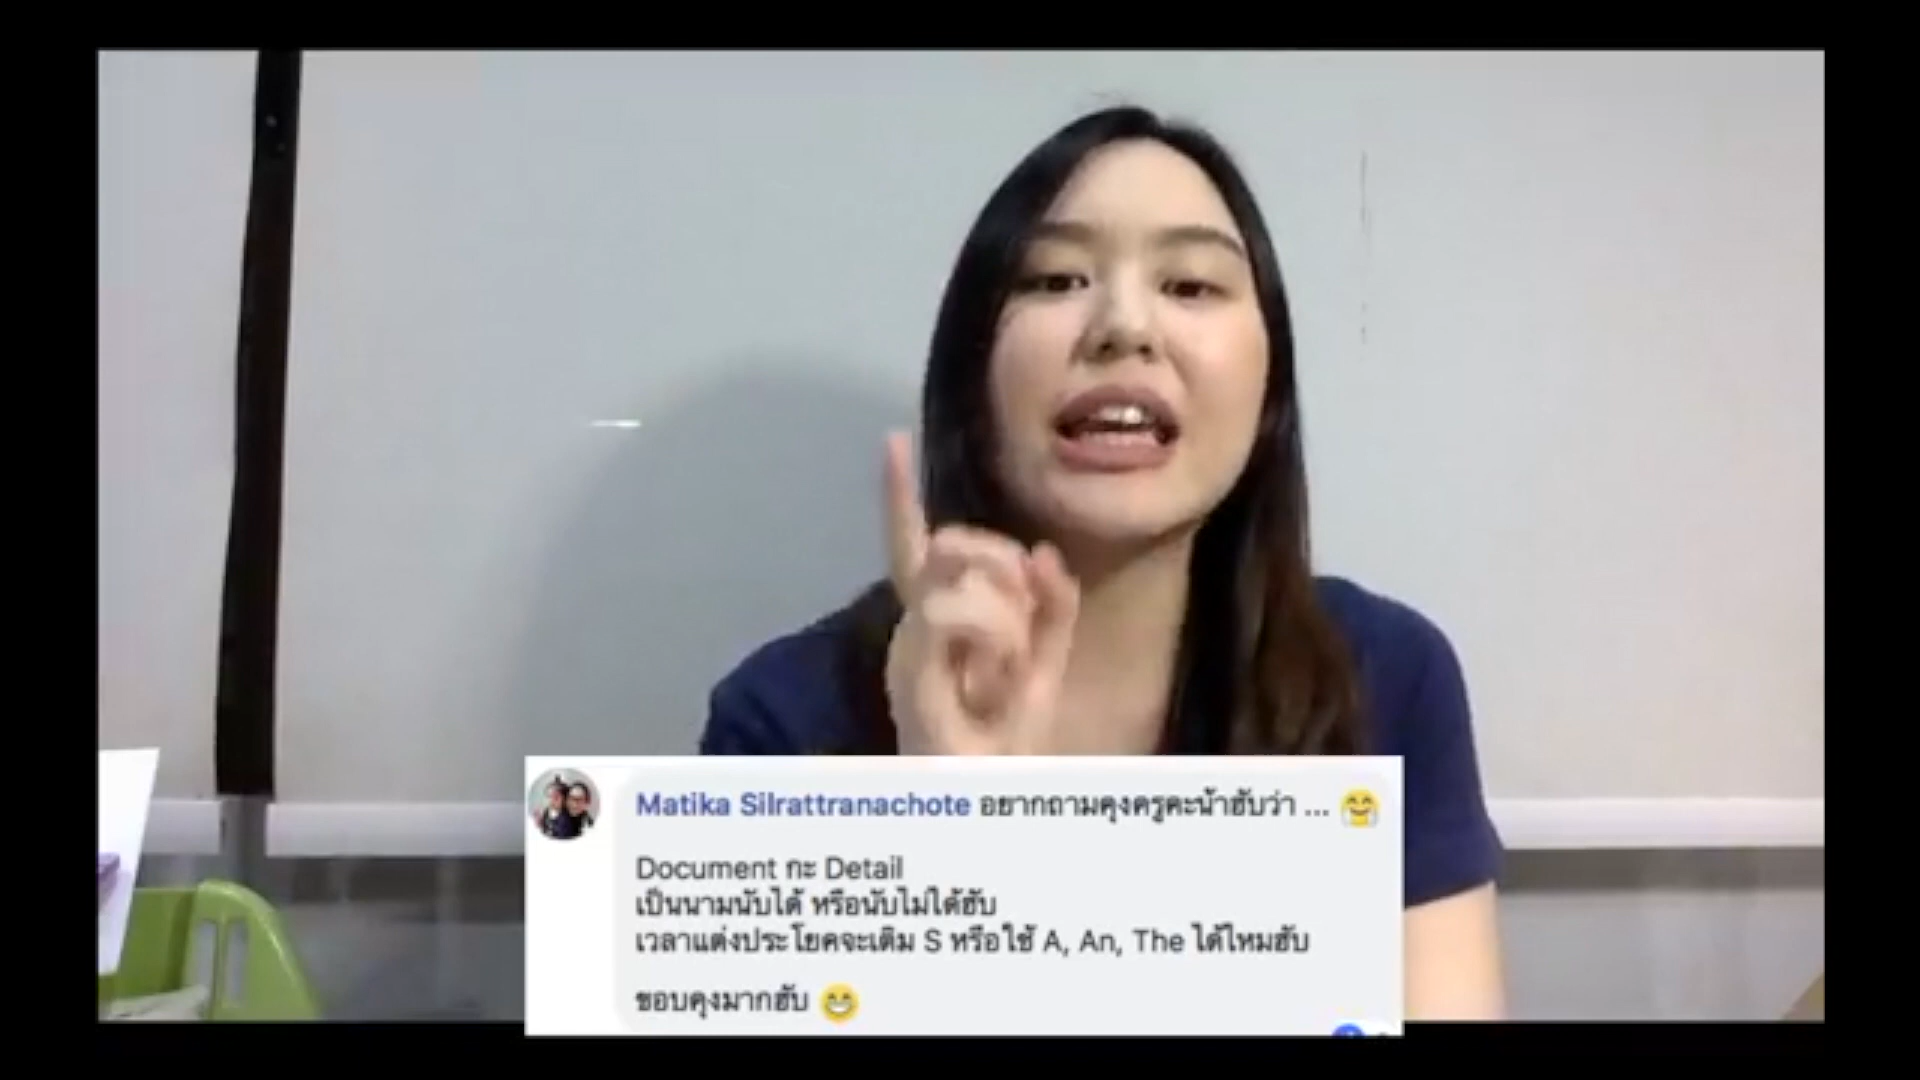 Matika Silrattranachote อยากถามคุงครูคะน้าฮับว่า ... 🤗
Document กะ Detail
เป็นนามนับได้ หรือนับไม่ได้ฮับ
เวลาแต่งประโยคจะเติม S หรือใช้ A, An, The ได้ไหมฮับ
ขอบคุงมากฮับ 😁